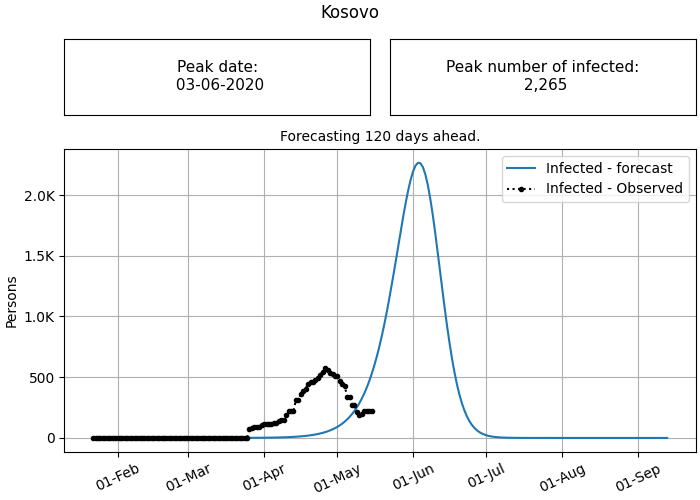 Kosovo
Peak date:
03-06-2020
Peak number of infected:
2,265
Forecasting 120 days ahead.
Infected - forecast
Infected - Observed
Persons
2.0K
1.5K
1.0K
500
0
01-Feb
01-Mar
01-Apr
01-May
01-Jun
01-Jul
01-Aug
01-Sep